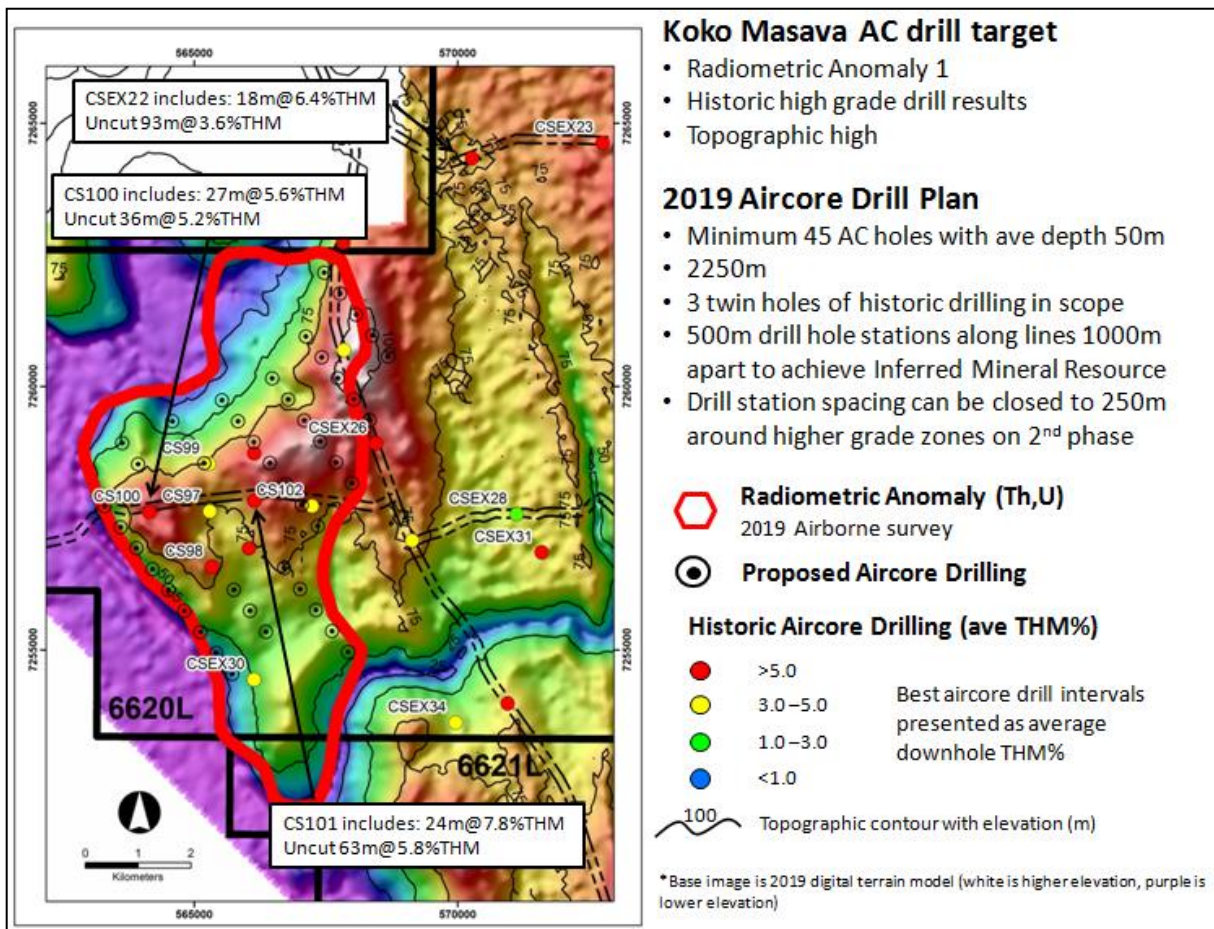 565000
570000
CSEX22 includes: 18m@6.4%THM
Uncut 93m@3.6%THM
7265000
7265000
CSEX23
75
CS100 includes: 27m@5.6%THM
Uncut 36m@5.2%THM
75
75
75
7260000
7260000
CSEX26
CS99
CS100
CS97
CS102
CSEX28
CSEX31
CS98
75
75
50
7255000
7255000
CSEX30
CSEX34
6620L
6621L
CS101 includes: 24m@7.8%THM
Uncut 63m@5.8%THM
0 1 2
Kilometers
565000
570000
Koko Masava AC drill target
• Radiometric Anomaly 1
• Historic high grade drill results
• Topographic high
2019 Aircore Drill Plan
• Minimum 45 AC holes with ave depth 50m
• 2250m
• 3 twin holes of historic drilling in scope
• 500m drill hole stations along lines 1000m
apart to achieve Inferred Mineral Resource
• Drill station spacing can be closed to 250m
around higher grade zones on 2nd phase
Radiometric Anomaly (Th,U)
2019 Airborne survey
Proposed Aircore Drilling
Historic Aircore Drilling (ave THM%)
>5.0
3.0–5.0
1.0–3.0
<1.0
Best aircore drill intervals
presented as average
downhole THM%
100
Topographic contour with elevation (m)
*Base image is 2019 digital terrain model (white is higher elevation, purple is
lower elevation)